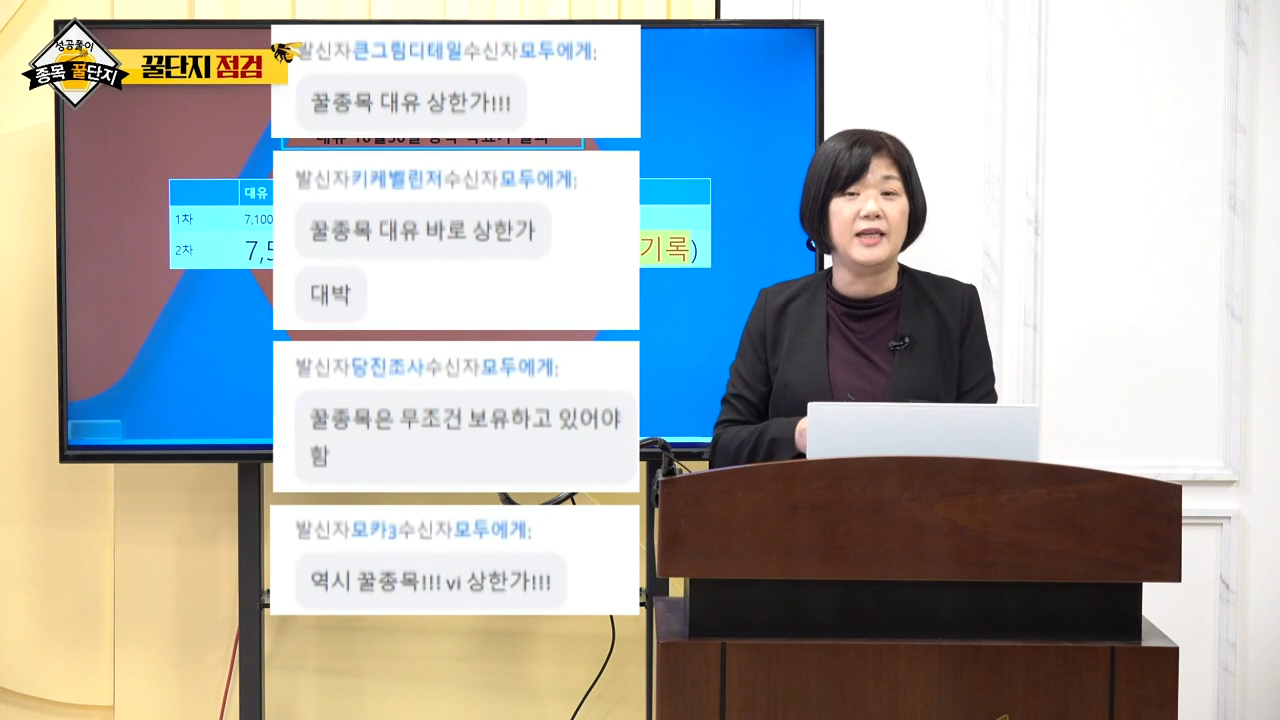 성공풀이
종목 꿀단지
꿀단지 점검
발신자큰그림디테일수신자모두에게:
꿀종목 대유 상한가!!!
대유
1차 7,100
2차
기록)
발신자키케벨린저수신자모두에게:
꿀종목 대유 바로 상한가
대박
발신자당진조사수신자모두에게:
꿀종목은 무조건 보유하고 있어야
함
발신자모카3수신자모두에게:
역시 꿀종목!!! vi 상한가!!!